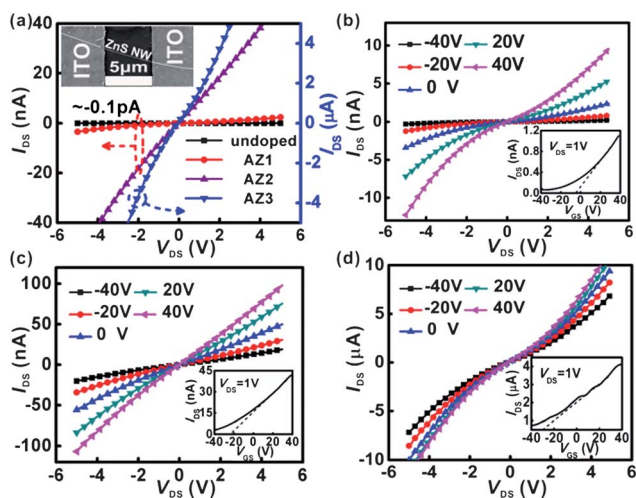 (a)
40
20
0
-20
-40
I_DS (nA)
ITO
ZnS NW
5μm
ITO
~-0.1pA
undoped
AZ1
AZ2
AZ3
4
2
0
-2
-4
I_DS (μA)
-6 -4 -2 0 2 4 6
V_DS (V)
(b)
-40V 20V
-20V 40V
0 V
10
5
0
-5
-10
I_DS (nA)
-6 -4 -2 0 2 4 6
V_DS (V)
1.2
0.8
0.4
0.0
I_DS (nA)
V_DS=1V
-40 -20 0 20 40
V_GS (V)
(c)
-40V 20V
-20V 40V
0 V
100
50
0
-50
-100
I_DS (nA)
-6 -4 -2 0 2 4 6
V_DS (V)
45
30
15
0
I_DS (nA)
V_DS=1V
-40 -20 0 20 40
V_GS (V)
(d)
-40V 20V
-20V 40V
0 V
10
5
0
-5
-10
I_DS (μA)
-6 -4 -2 0 2 4 6
V_DS (V)
5
4
3
2
1
I_DS (μA)
V_DS=1V
-40 -20 0 20 40
V_GS (V)